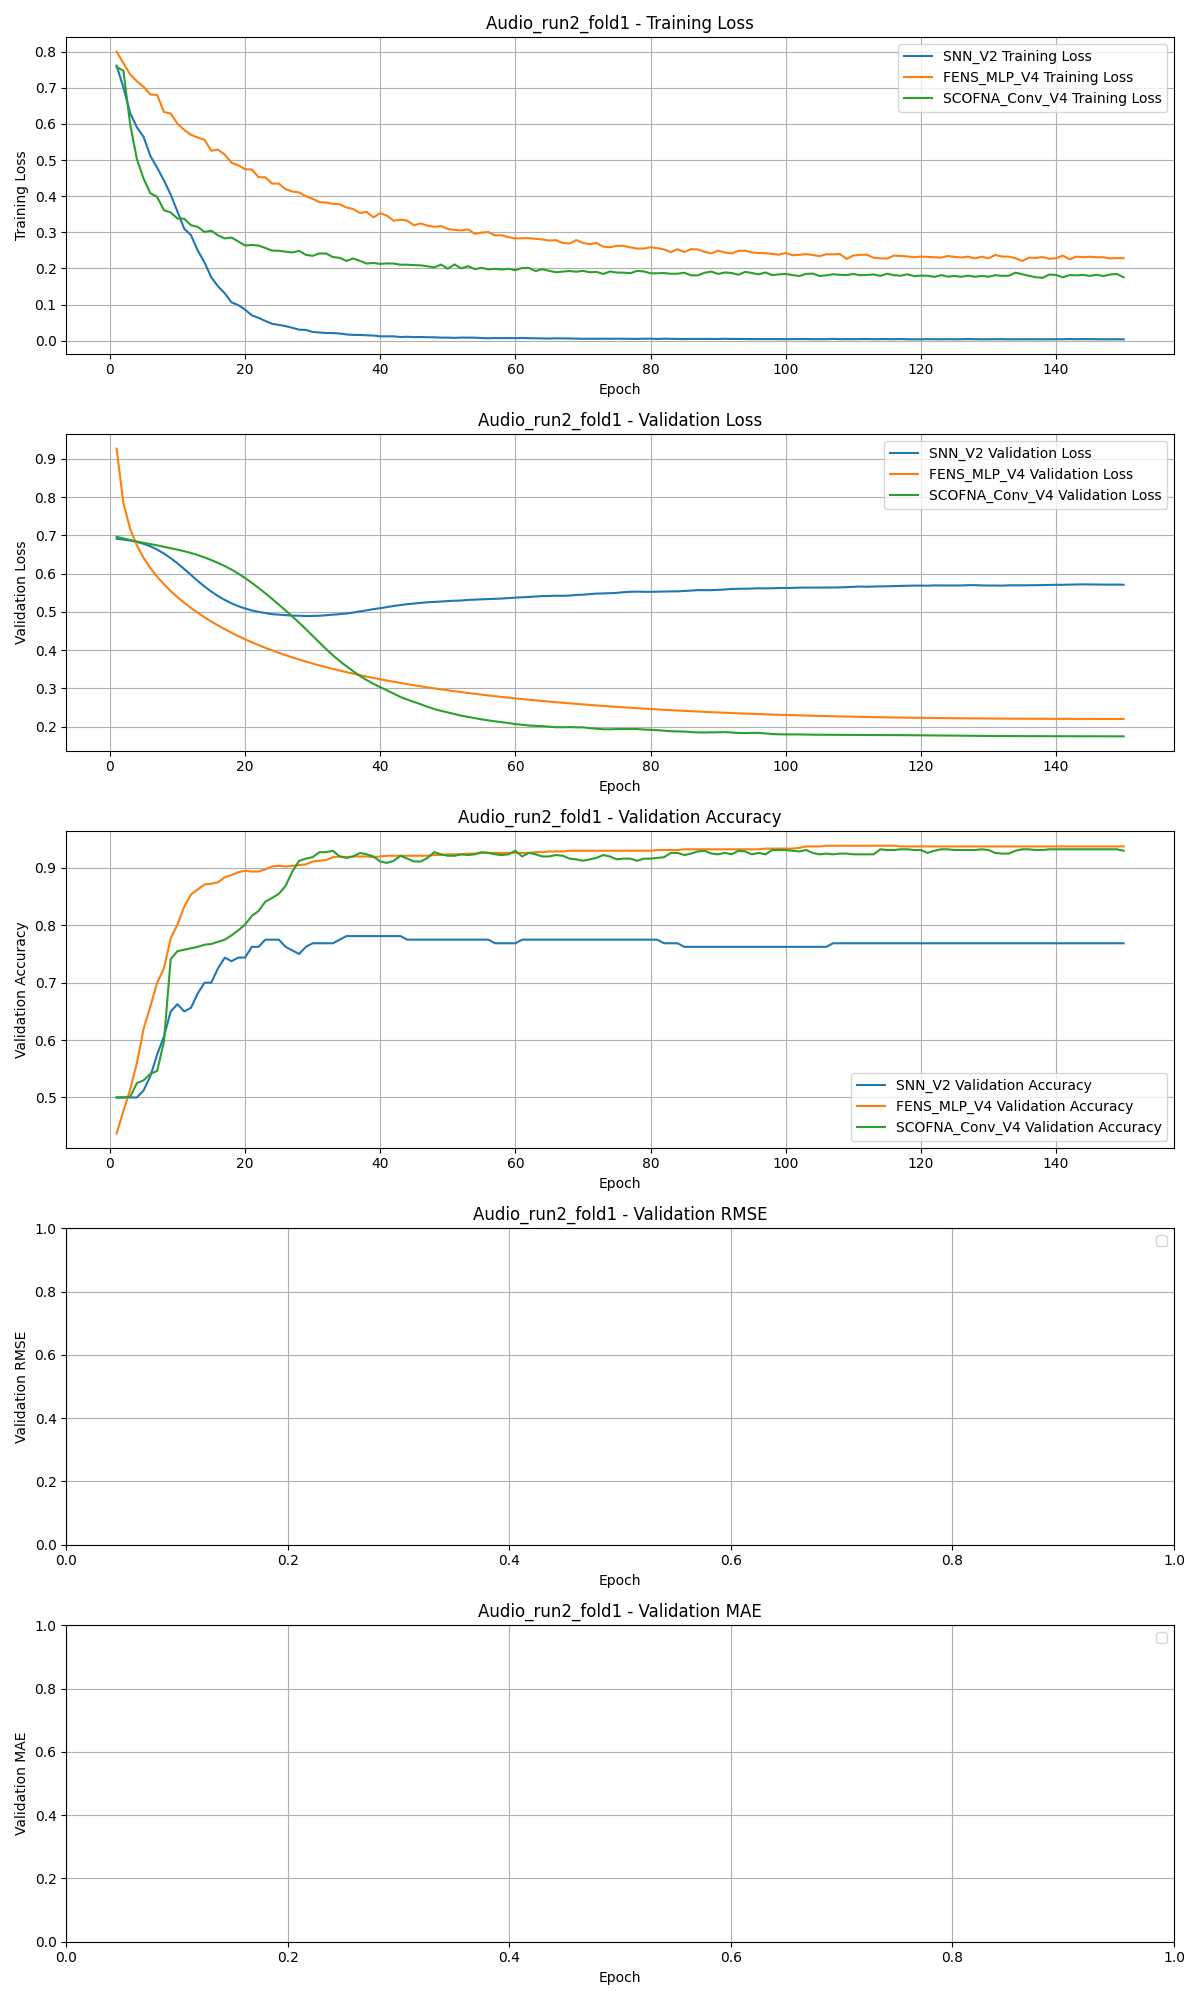 Audio_run2_fold1 - Training Loss
0.8
0.7
0.6
0.5
0.4
0.3
0.2
0.1
0.0
Training Loss
SNN_V2 Training Loss
FENS_MLP_V4 Training Loss
SCOFNA_Conv_V4 Training Loss
0 20 40 60 80 100 120 140
Epoch
Audio_run2_fold1 - Validation Loss
0.9
0.8
0.7
0.6
0.5
0.4
0.3
0.2
Validation Loss
SNN_V2 Validation Loss
FENS_MLP_V4 Validation Loss
SCOFNA_Conv_V4 Validation Loss
0 20 40 60 80 100 120 140
Epoch
Audio_run2_fold1 - Validation Accuracy
0.9
0.8
0.7
0.6
0.5
Validation Accuracy
SNN_V2 Validation Accuracy
FENS_MLP_V4 Validation Accuracy
SCOFNA_Conv_V4 Validation Accuracy
0 20 40 60 80 100 120 140
Epoch
Audio_run2_fold1 - Validation RMSE
1.0
0.8
0.6
0.4
0.2
0.0
Validation RMSE
0.0 0.2 0.4 0.6 0.8 1.0
Epoch
Audio_run2_fold1 - Validation MAE
1.0
0.8
0.6
0.4
0.2
0.0
Validation MAE
0.0 0.2 0.4 0.6 0.8 1.0
Epoch